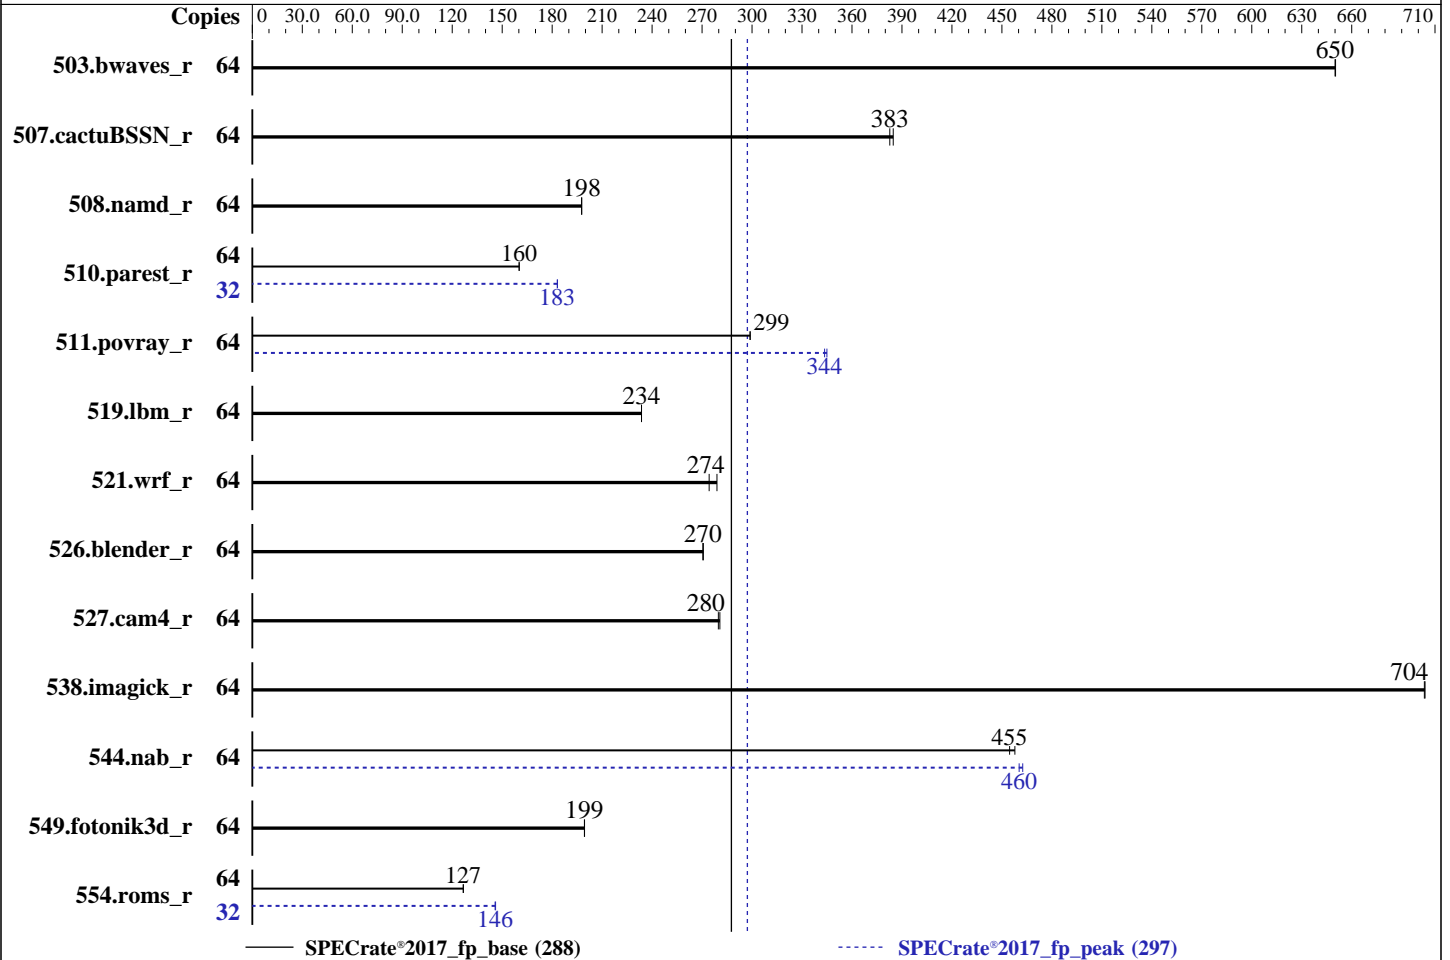 Copies 0 30.0 60.0 90.0 120 150 180 210 240 270 300 330 360 390 420 450 480 510 540 570 600 630 660 710
503.bwaves_r 64 650
507.cactuBSSN_r 64 383
508.namd_r 64 198
510.parest_r 64 160
32 183
511.povray_r 64 299
344
519.lbm_r 64 234
521.wrf_r 64 274
526.blender_r 64 270
527.cam4_r 64 280
538.imagick_r 64 704
544.nab_r 64 455
460
549.fotonik3d_r 64 199
554.roms_r 64 127
32 146
SPECrate®2017_fp_base (288) SPECrate®2017_fp_peak (297)